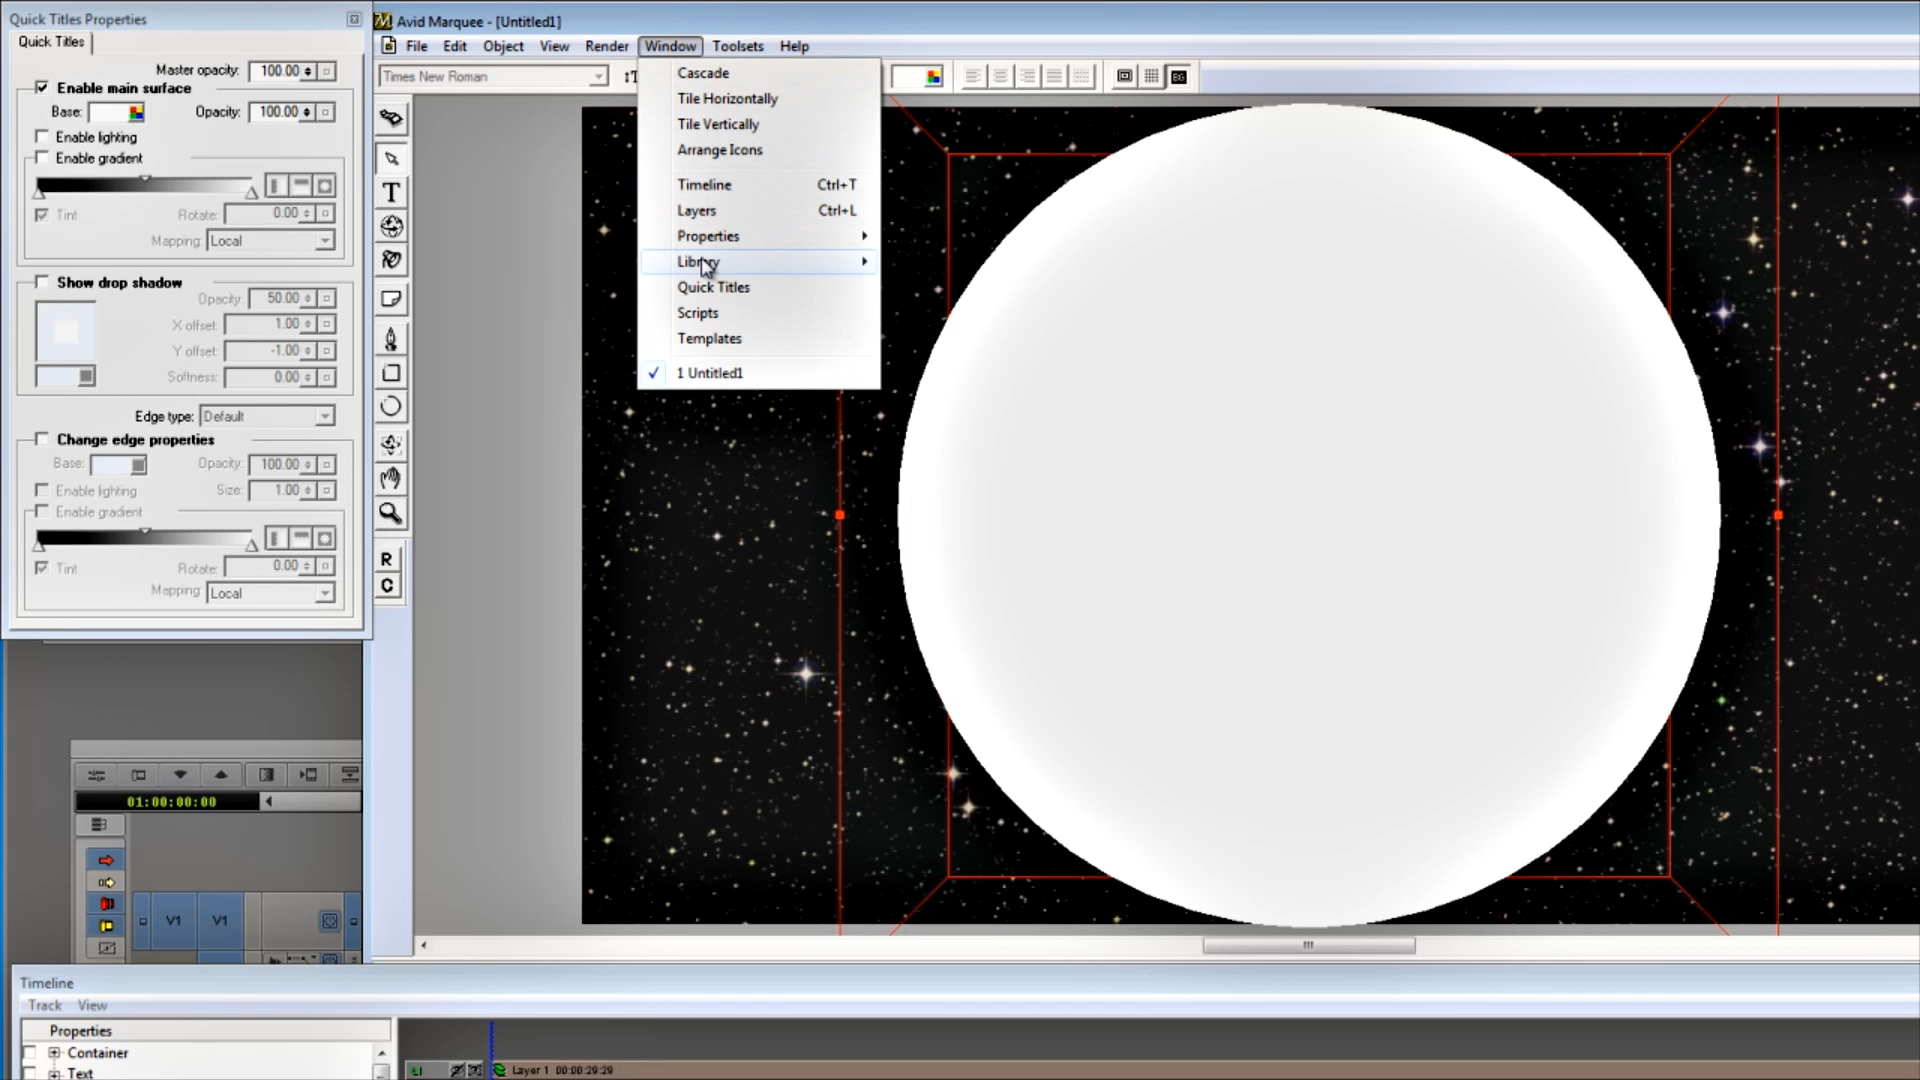 Quick Titles Properties
Quick Titles
Master opacity: 100.00
Enable main surface
Base: Opacity: 100.00
Enable lighting
Enable gradient
Tint Rotate: 0.00
Mapping: Local
Show drop shadow
Opacity: 50.00
X offset: 1.00
Y offset: -1.00
Softness: 0.00
Edge type: Default
Change edge properties
Base: Opacity: 100.00
Enable lighting Size: 1.00
Enable gradient
Tint Rotate: 0.00
Mapping: Local
Avid Marquee - [Untitled1]
File Edit Object View Render Window Toolsets Help
Times New Roman
BG
Cascade
Tile Horizontally
Tile Vertically
Arrange Icons
Timeline Ctrl+T
Layers Ctrl+L
Properties
Library
Quick Titles
Scripts
Templates
1 Untitled1
T
R
C
01:00:00:00
V1 V1
Timeline
Track View
Properties
Container
Text
Layer 1 00:00:29:29